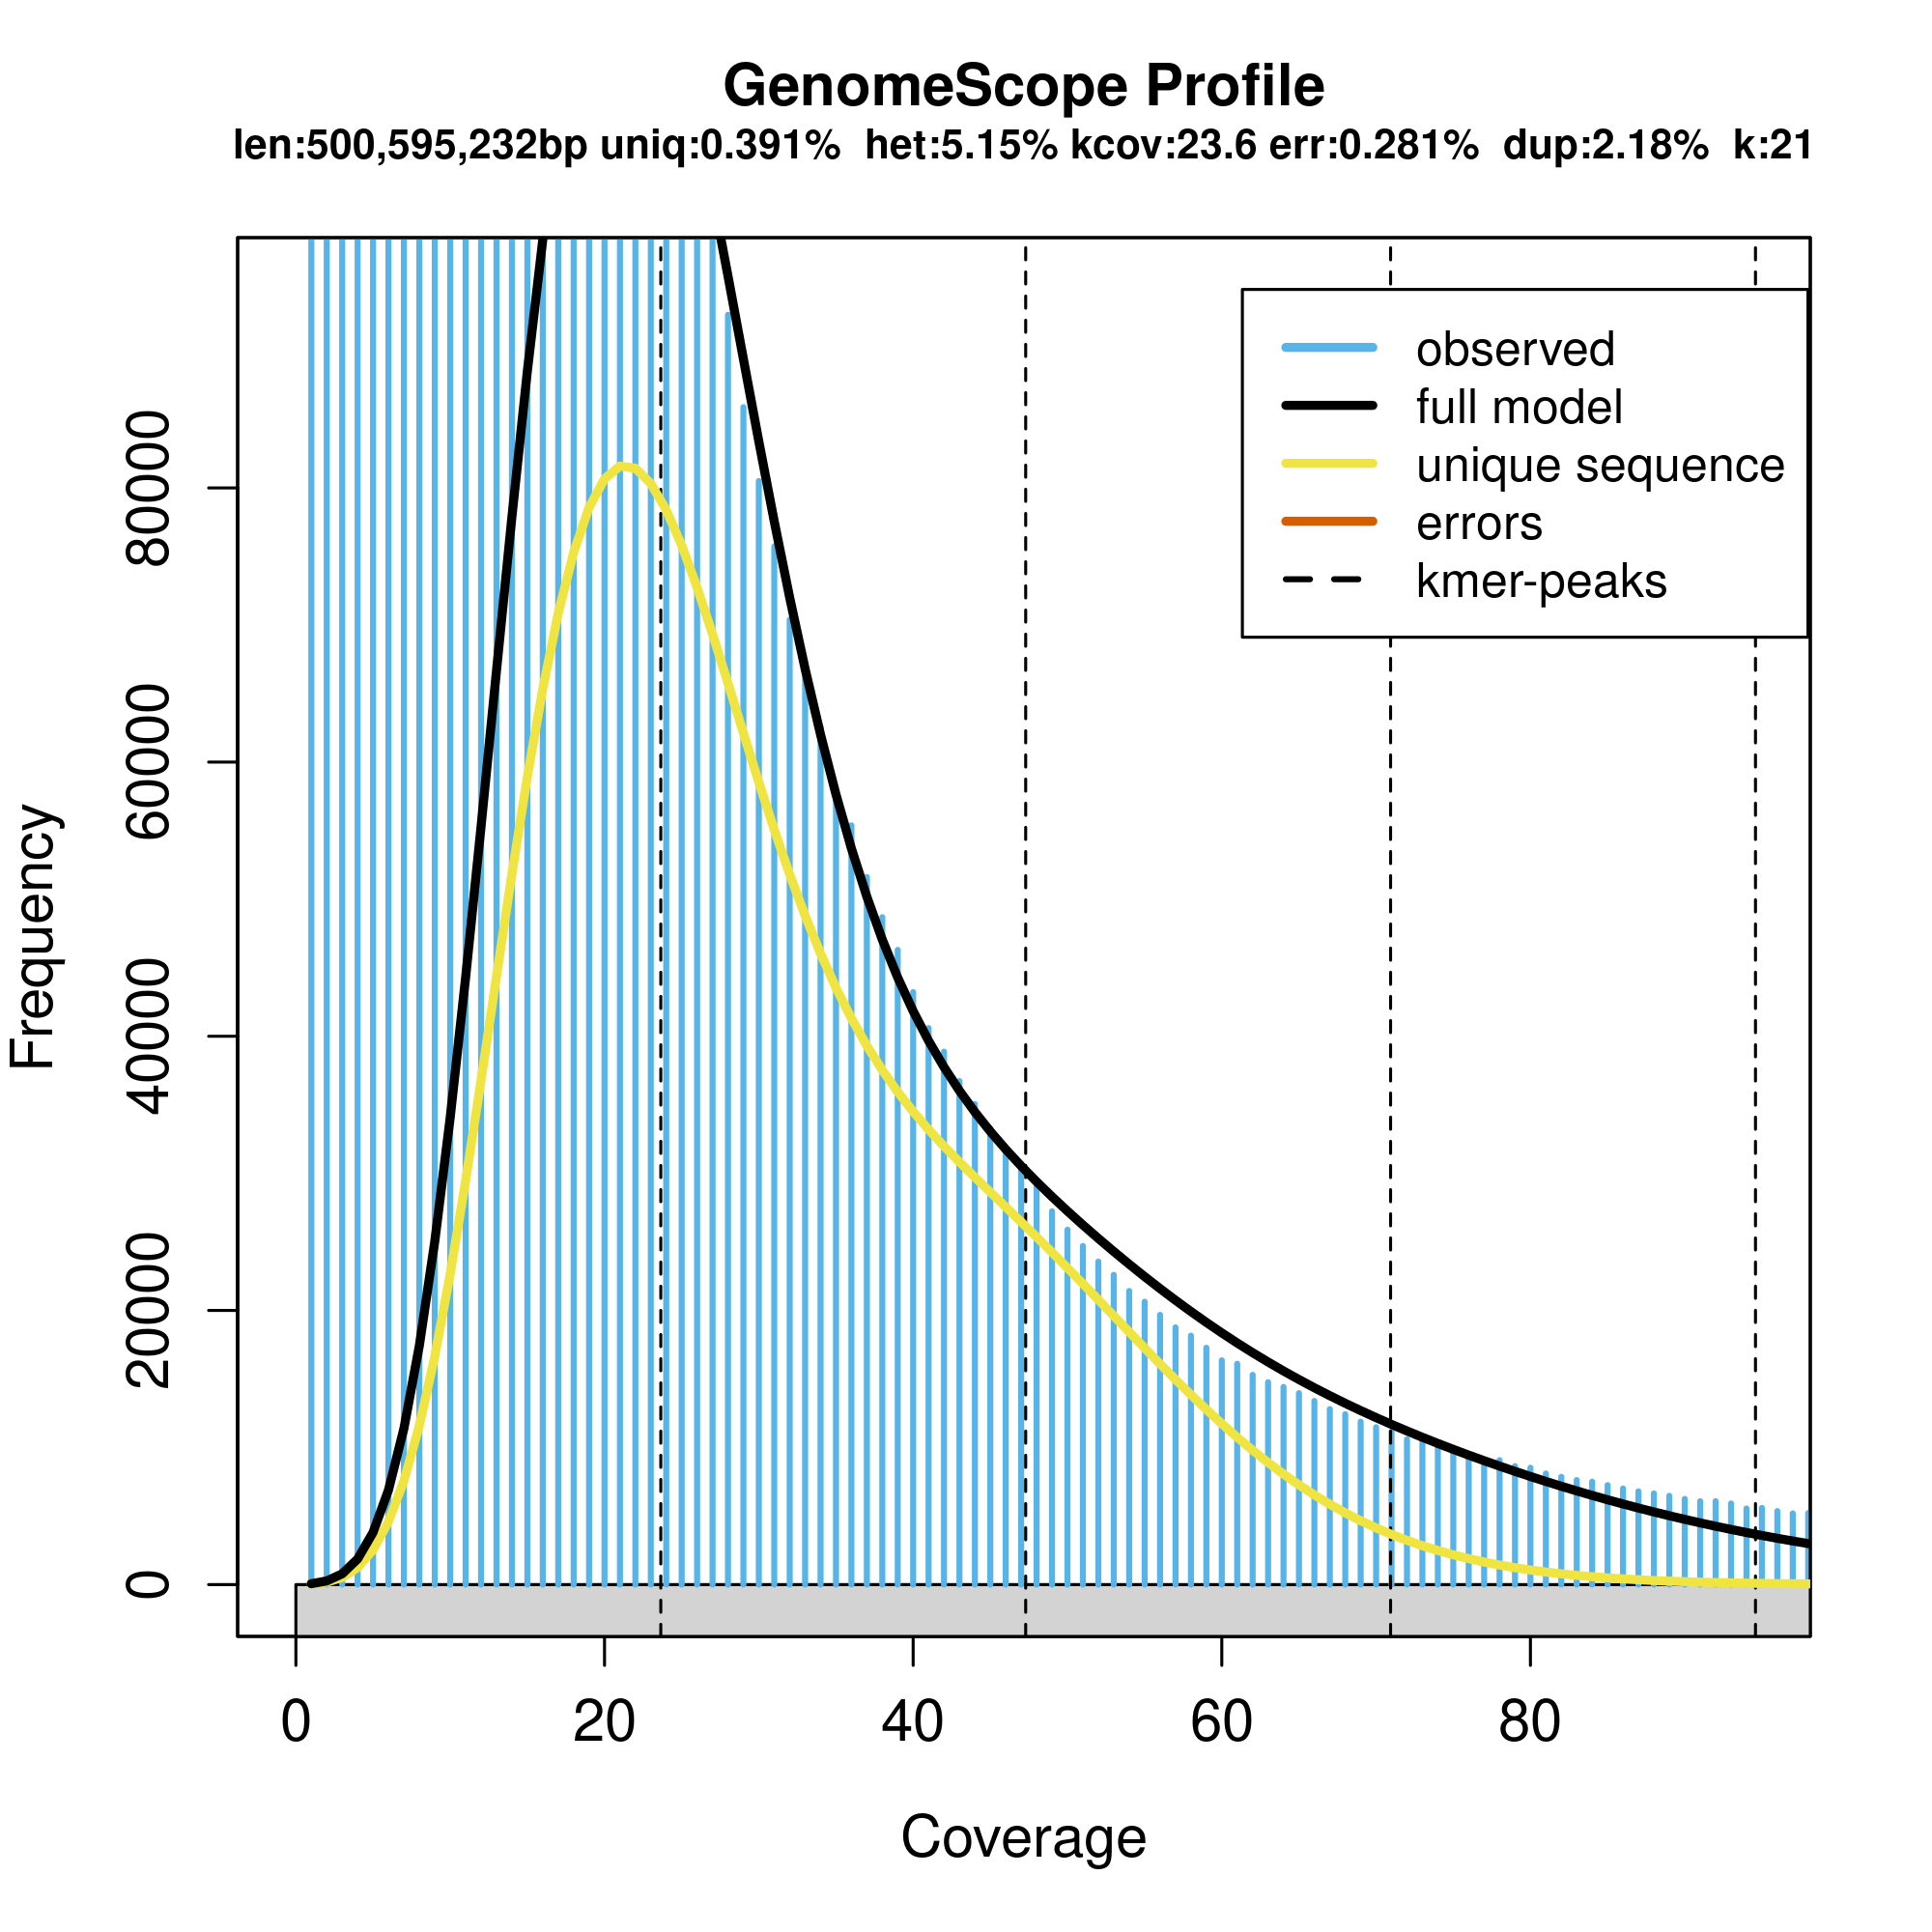 GenomeScope Profile
len:500,595,232bp uniq:0.391% het:5.15% kcov:23.6 err:0.281% dup:2.18% k:21
observed
full model
unique sequence
errors
kmer-peaks
Frequency
80000
60000
40000
20000
0
0 20 40 60 80
Coverage